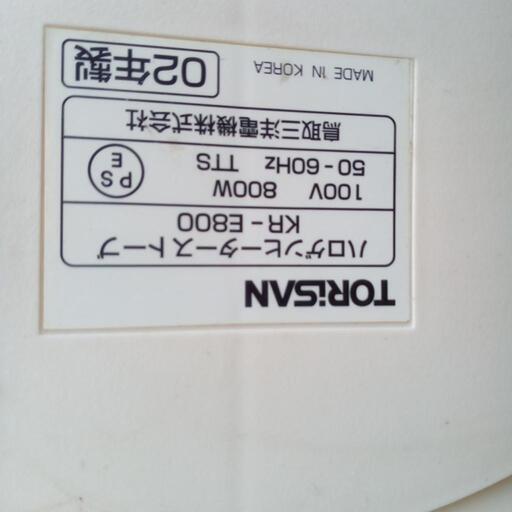 TORiSAN
ハロゲンヒーターストーブ
KR-E800
100V 800W
50-60Hz TTS
PS
E
鳥取三洋電機株式会社
MADE IN KOREA
02年製